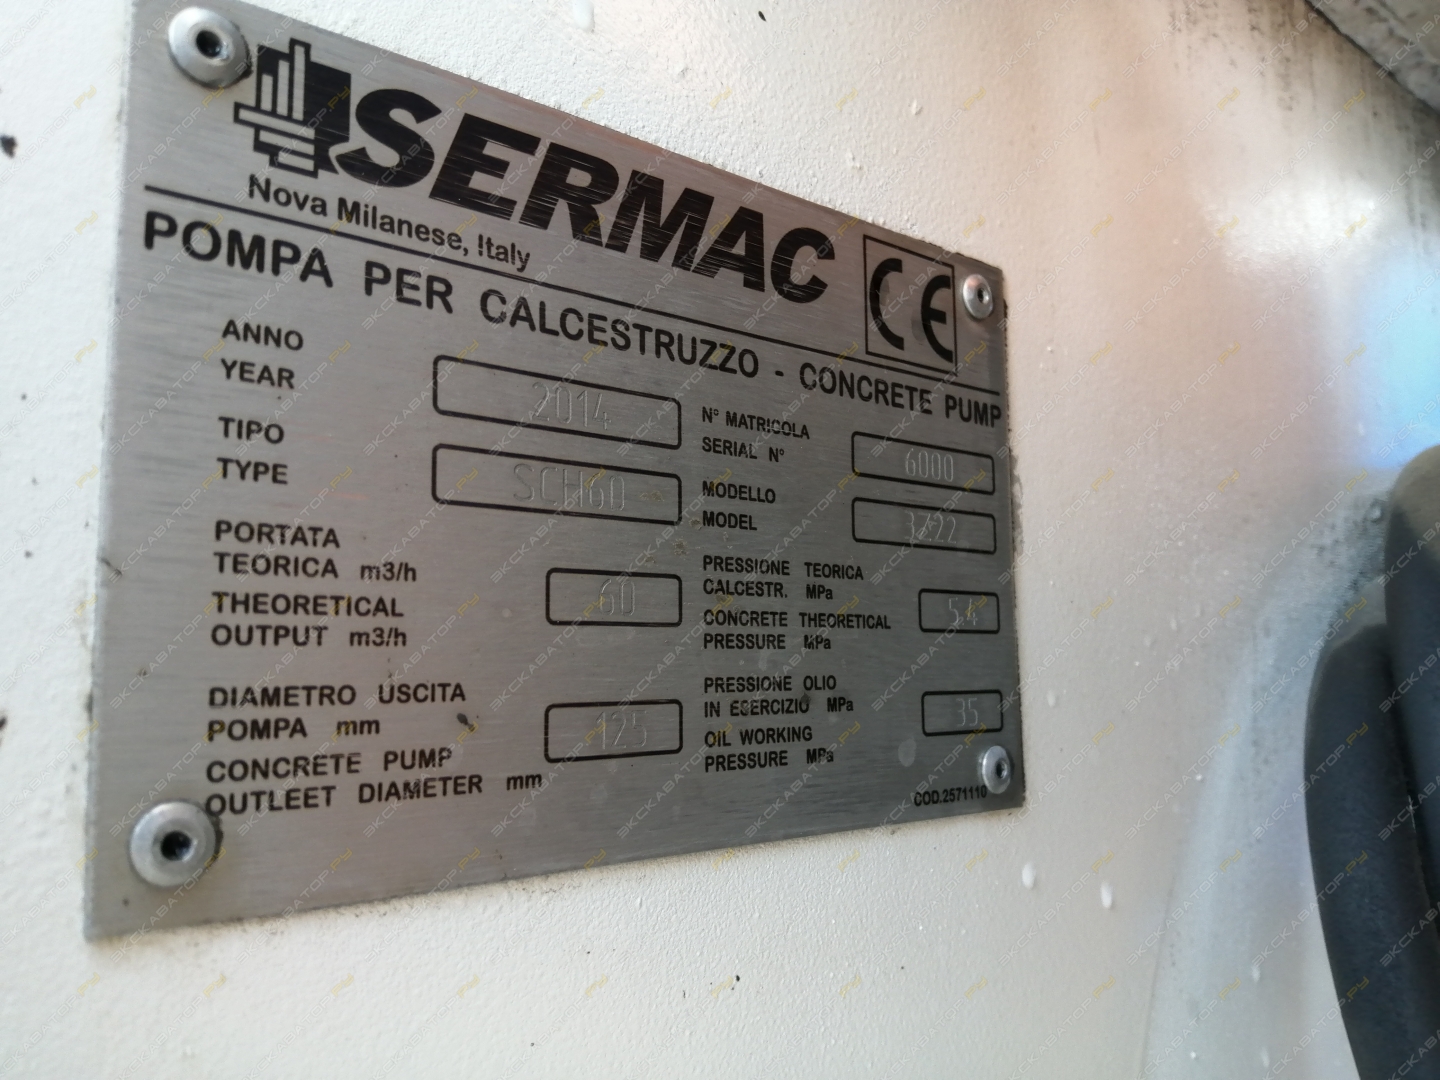 SERMAC
Nova Milanese, Italy
CE
POMPA PER CALCESTRUZZO - CONCRETE PUMP
ANNO
YEAR
2014
N° MATRICOLA
SERIAL N°
6000
TIPO
TYPE
SCH60
MODELLO
MODEL
3Z22
PORTATA
TEORICA m3/h
THEORETICAL
OUTPUT m3/h
60
PRESSIONE TEORICA
CALCESTR. MPa
CONCRETE THEORETICAL
PRESSURE MPa
DIAMETRO USCITA
POMPA mm
CONCRETE PUMP
OUTLEET DIAMETER mm
125
PRESSIONE OLIO
IN ESERCIZIO MPa
OIL WORKING
PRESSURE MPa
35
COD.2571110
ЭКСКАВАТОР.РУ